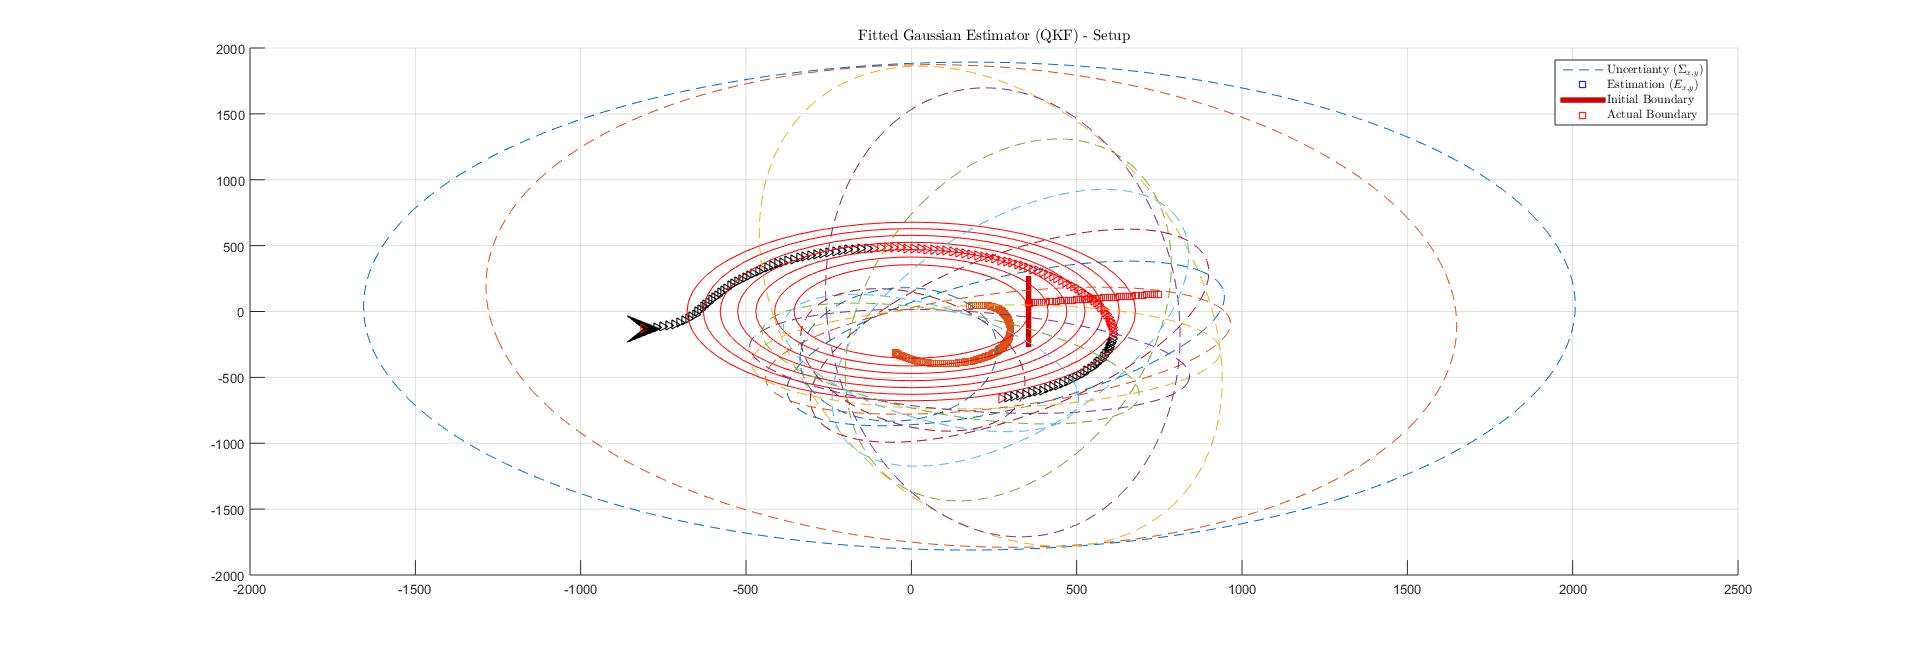 Fitted Gaussian Estimator (QKF) - Setup
2000
1500
1000
500
0
-500
-1000
-1500
-2000
Uncertianty (Σx,y)
Estimation (Ex,y)
Initial Boundary
Actual Boundary
-2000 -1500 -1000 -500 0 500 1000 1500 2000 2500